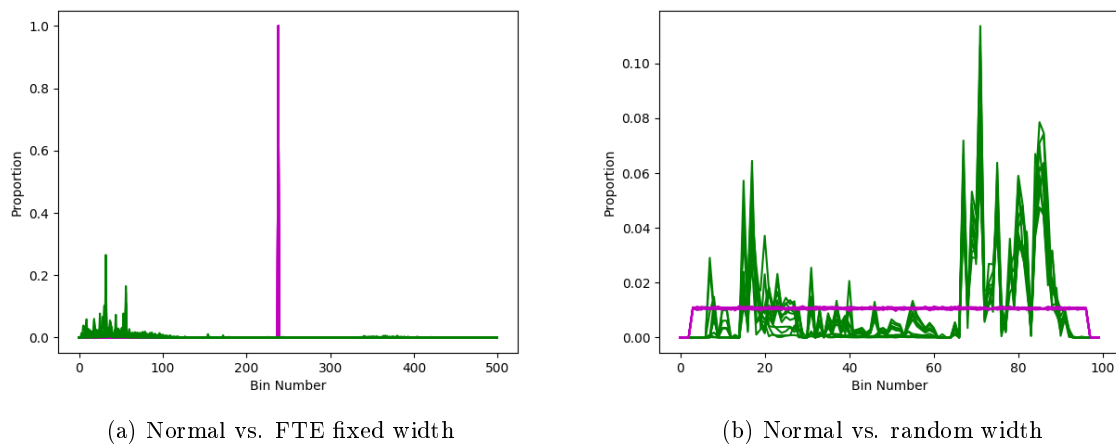 1.0
0.8
0.6
0.4
0.2
0.0
Proportion
0 100 200 300 400 500
Bin Number
(a) Normal vs. FTE fixed width
0.10
0.08
0.06
0.04
0.02
0.00
Proportion
0 20 40 60 80 100
Bin Number
(b) Normal vs. random width